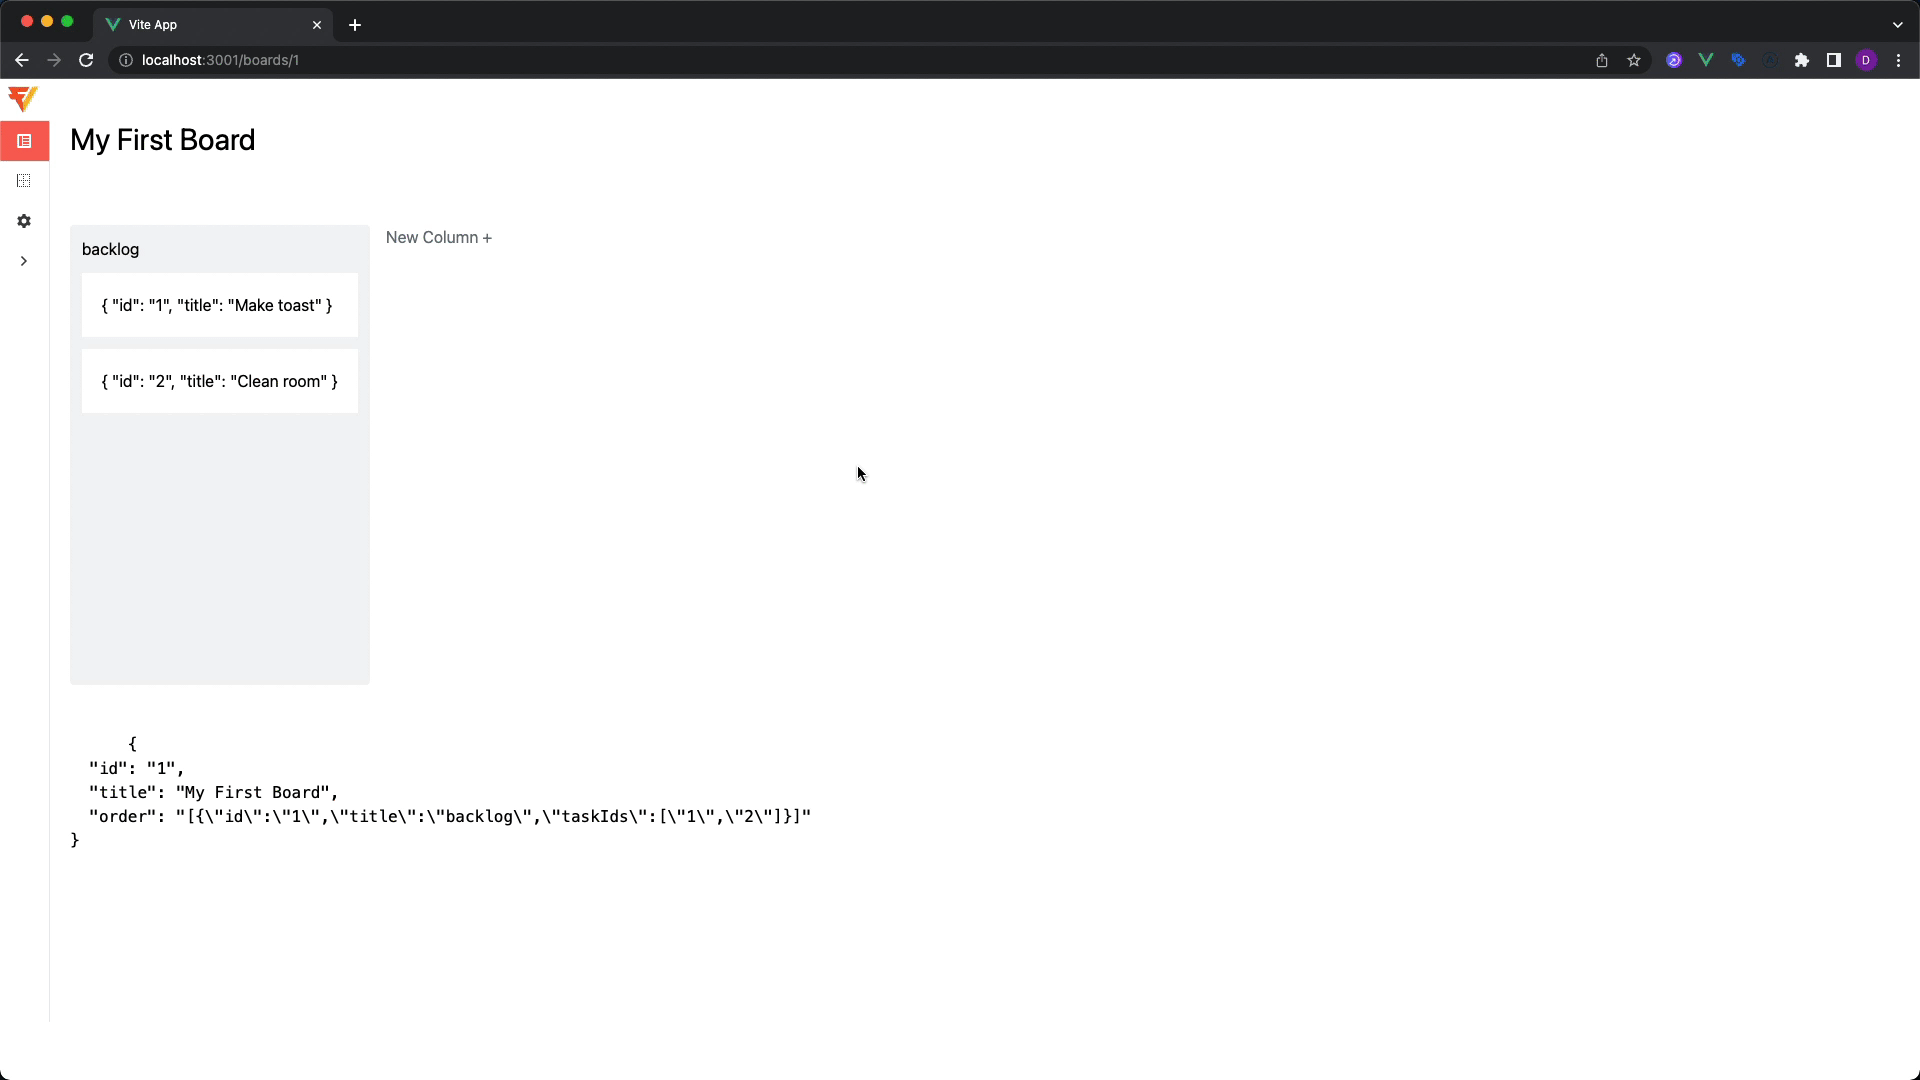 Vite App
localhost:3001/boards/1
D
My First Board
backlog
New Column +
{ "id": "1", "title": "Make toast" }
{ "id": "2", "title": "Clean room" }
{
"id": "1",
"title": "My First Board",
"order": "[{\"id\":\"1\",\"title\":\"backlog\",\"taskIds\":[\"1\",\"2\"]}]"
}